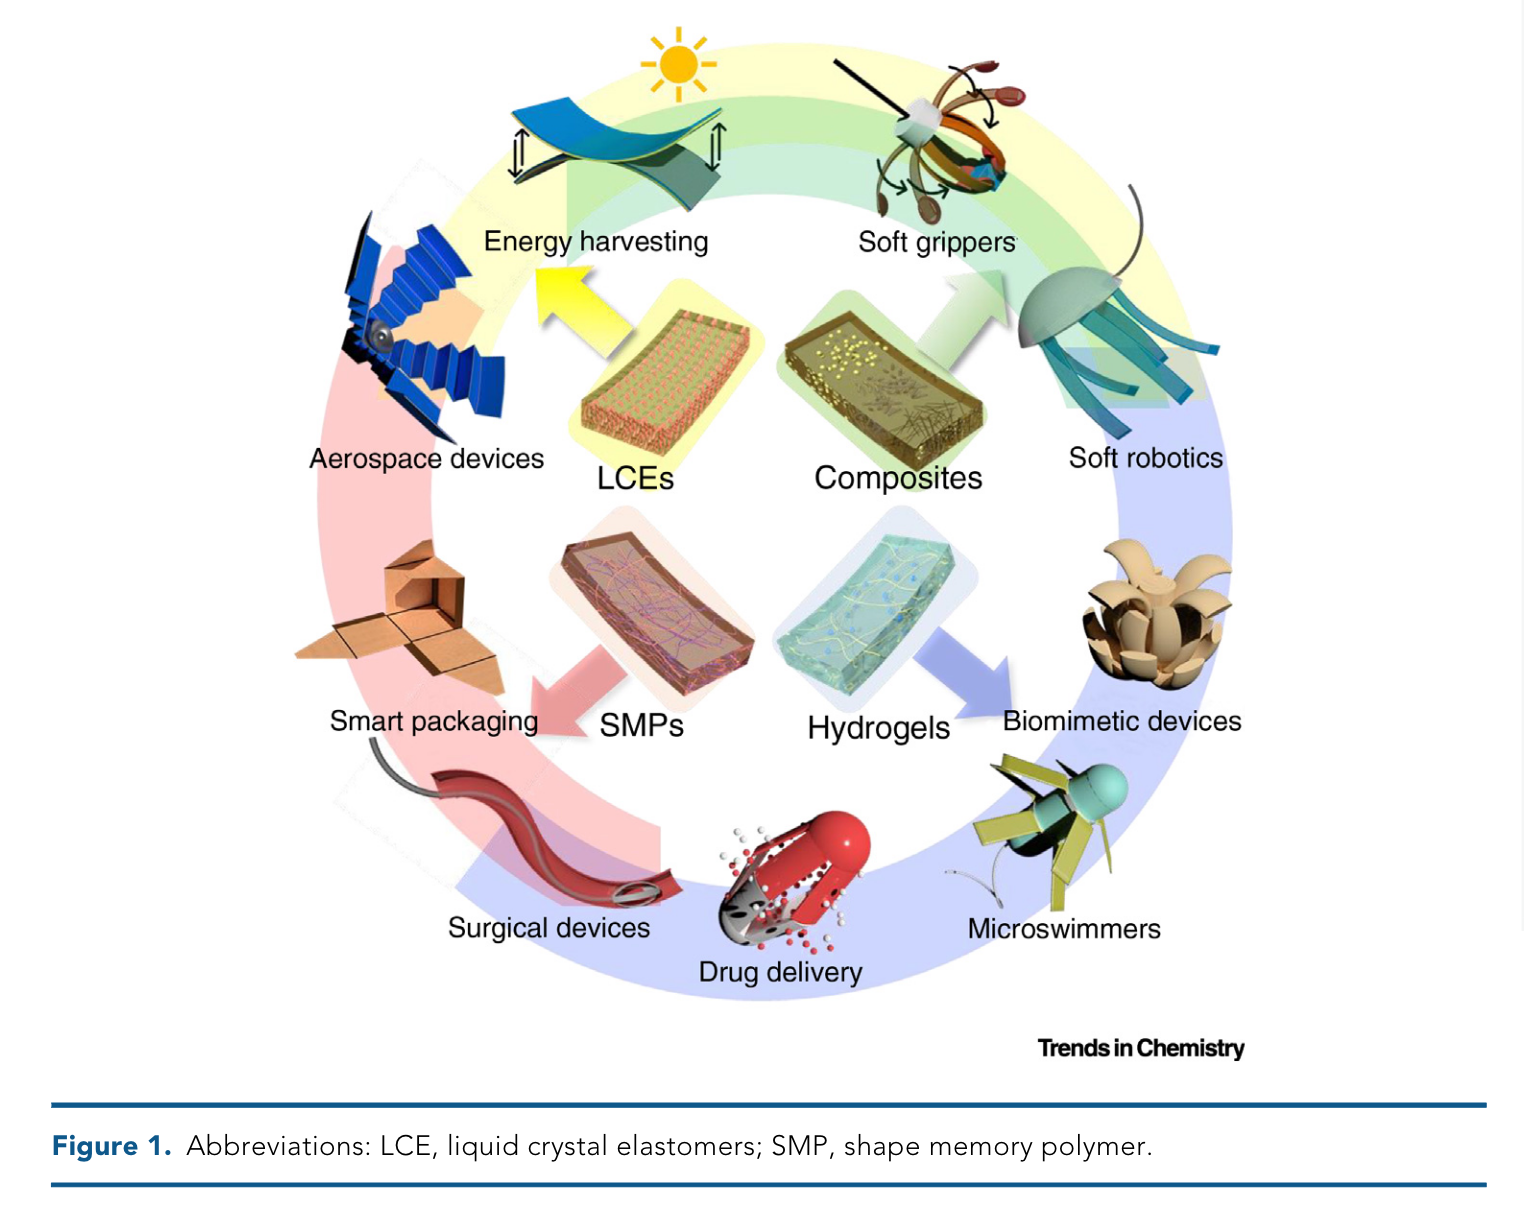 Energy harvesting
Soft grippers
Aerospace devices
LCEs
Composites
Soft robotics
Smart packaging
SMPs
Hydrogels
Biomimetic devices
Surgical devices
Drug delivery
Microswimmers
Trends in Chemistry
Figure 1. Abbreviations: LCE, liquid crystal elastomers; SMP, shape memory polymer.